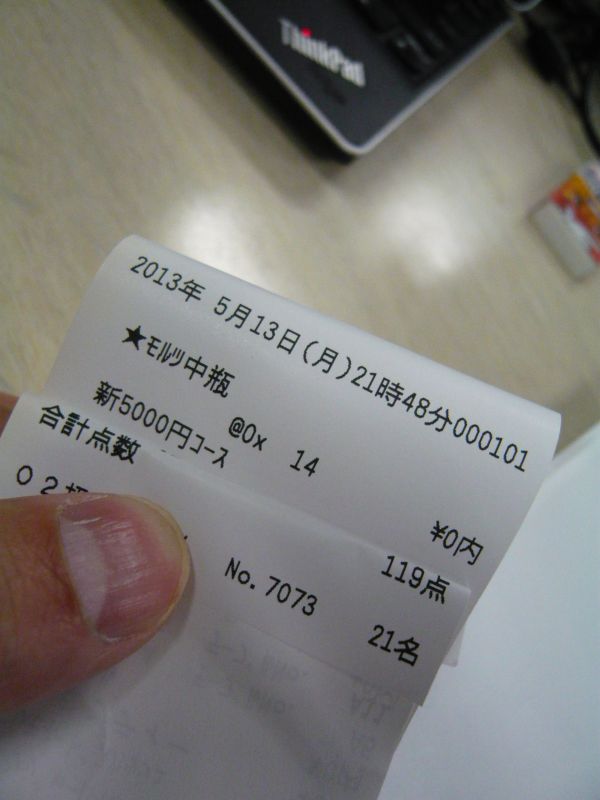 ThinkPad
2013年 5月13日(月)21時48分000101
★ﾓﾙﾂ中瓶
@0x 14
¥0内
新5000円ｺｰｽ
合計点数 119点
No.7073 21名